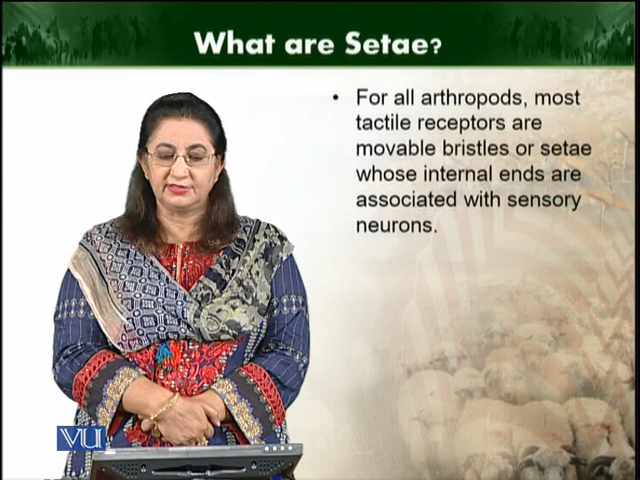 What are Setae?
• For all arthropods, most
tactile receptors are
movable bristles or setae
whose internal ends are
associated with sensory
neurons.
VU